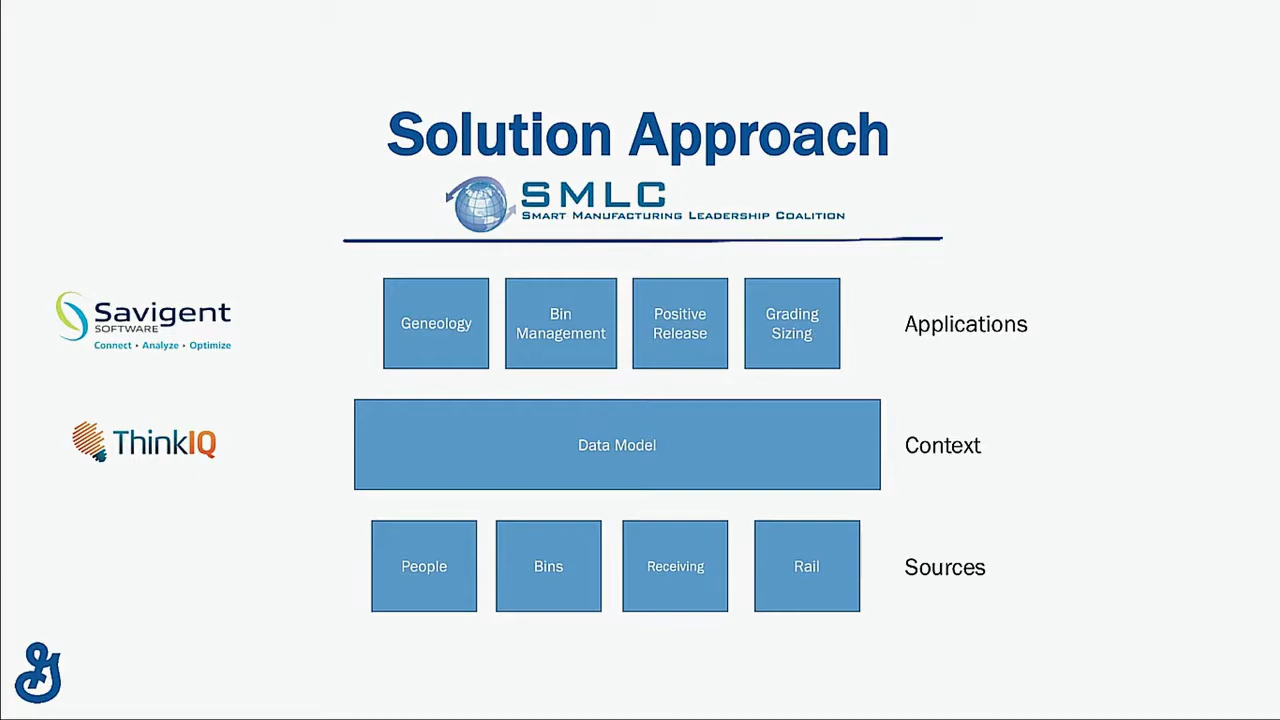 Solution Approach
SMLC
SMART MANUFACTURING LEADERSHIP COALITION
Savigent
SOFTWARE
Connect • Analyze • Optimize
Geneology
Bin
Management
Positive
Release
Grading
Sizing
Applications
ThinkIQ
Data Model
Context
People
Bins
Receiving
Rail
Sources
G